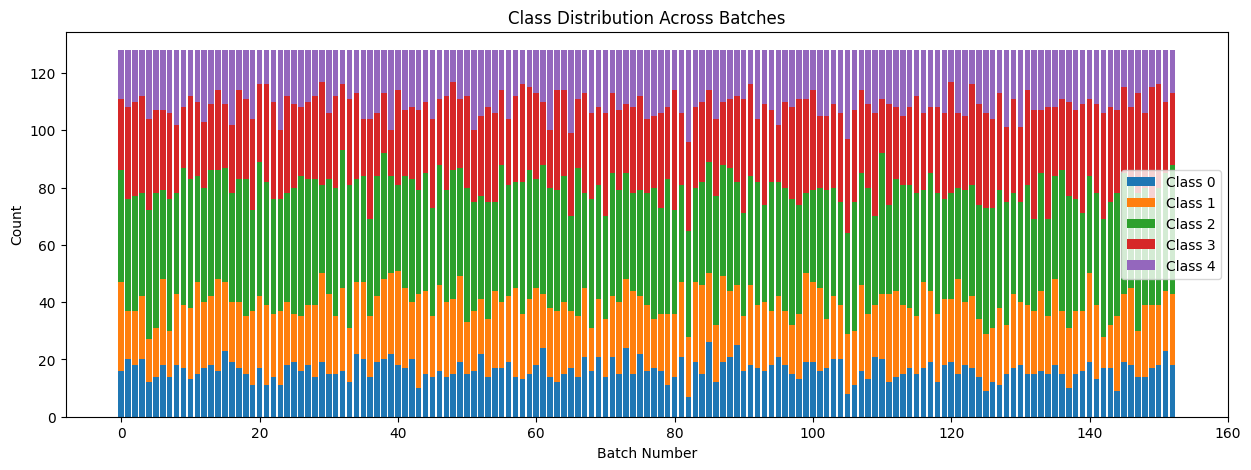 Class Distribution Across Batches
Count
120
100
80
60
40
20
0
Class 0
Class 1
Class 2
Class 3
Class 4
0 20 40 60 80 100 120 140 160
Batch Number